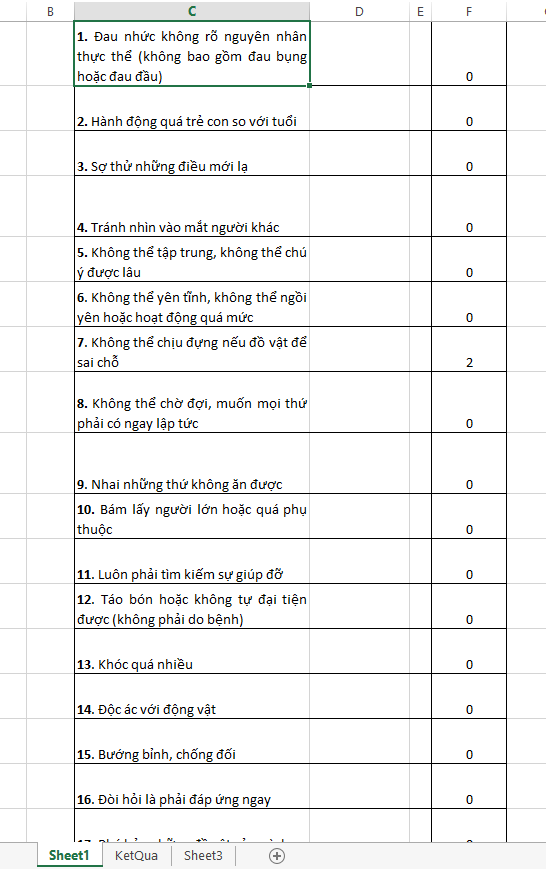 B C D E F
1. Đau nhức không rõ nguyên nhân
thực thể (không bao gồm đau bụng
hoặc đau đầu) 0
2. Hành động quá trẻ con so với tuổi 0
3. Sợ thử những điều mới lạ 0
4. Tránh nhìn vào mắt người khác 0
5. Không thể tập trung, không thể chú
ý được lâu 0
6. Không thể yên tĩnh, không thể ngồi
yên hoặc hoạt động quá mức 0
7. Không thể chịu đựng nếu đồ vật để
sai chỗ 2
8. Không thể chờ đợi, muốn mọi thứ
phải có ngay lập tức 0
9. Nhai những thứ không ăn được 0
10. Bám lấy người lớn hoặc quá phụ
thuộc 0
11. Luôn phải tìm kiếm sự giúp đỡ 0
12. Táo bón hoặc không tự đại tiện
được (không phải do bệnh) 0
13. Khóc quá nhiều 0
14. Độc ác với động vật 0
15. Bướng bỉnh, chống đối 0
16. Đòi hỏi là phải đáp ứng ngay 0
Sheet1 KetQua Sheet3